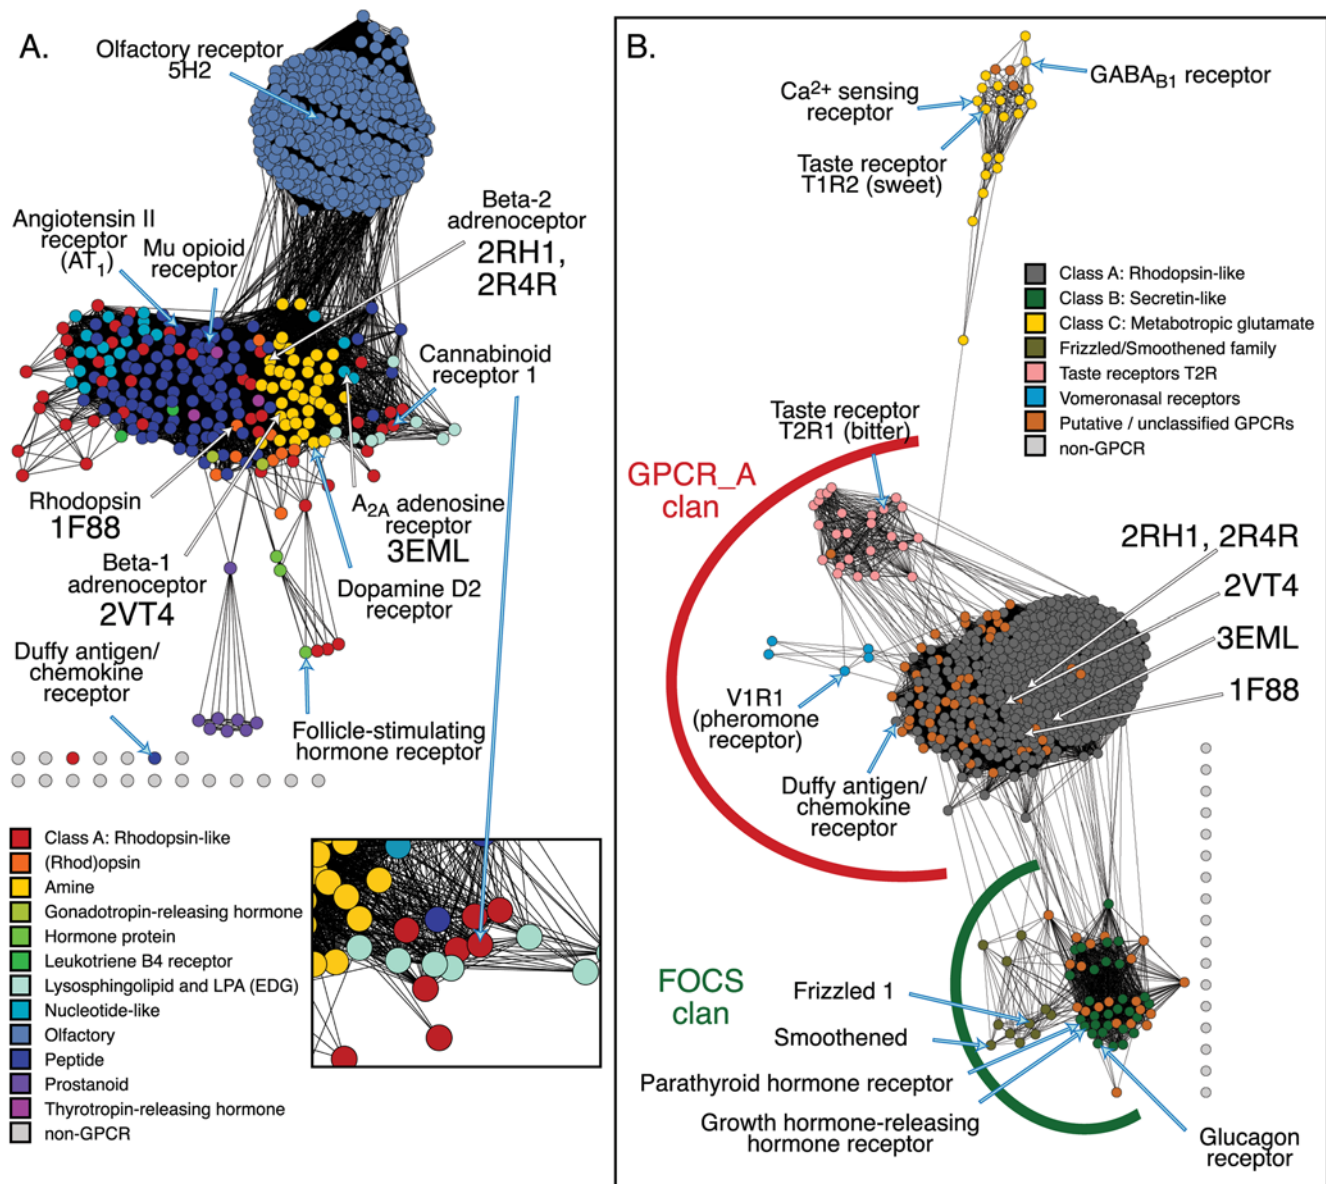 A.
Olfactory receptor
5H2
Beta-2
adrenoceptor
2RH1,
2R4R
Angiotensin II
receptor
(AT1)
Mu opioid
receptor
Cannabinoid
receptor 1
Rhodopsin
1F88
A2A adenosine
receptor
3EML
Beta-1
adrenoceptor
2VT4
Dopamine D2
receptor
Duffy antigen/
chemokine
receptor
Follicle-stimulating
hormone receptor
Class A: Rhodopsin-like
(Rhod)opsin
Amine
Gonadotropin-releasing hormone
Hormone protein
Leukotriene B4 receptor
Lysosphingolipid and LPA (EDG)
Nucleotide-like
Olfactory
Peptide
Prostanoid
Thyrotropin-releasing hormone
non-GPCR
B.
GABAB1 receptor
Ca2+ sensing
receptor
Taste receptor
T1R2 (sweet)
Class A: Rhodopsin-like
Class B: Secretin-like
Class C: Metabotropic glutamate
Frizzled/Smoothened family
Taste receptors T2R
Vomeronasal receptors
Putative / unclassified GPCRs
non-GPCR
Taste receptor
T2R1 (bitter)
GPCR_A
clan
2RH1, 2R4R
2VT4
3EML
1F88
V1R1
(pheromone
receptor)
Duffy antigen/
chemokine
receptor
FOCS
clan
Frizzled 1
Smoothened
Parathyroid hormone receptor
Growth hormone-releasing
hormone receptor
Glucagon
receptor